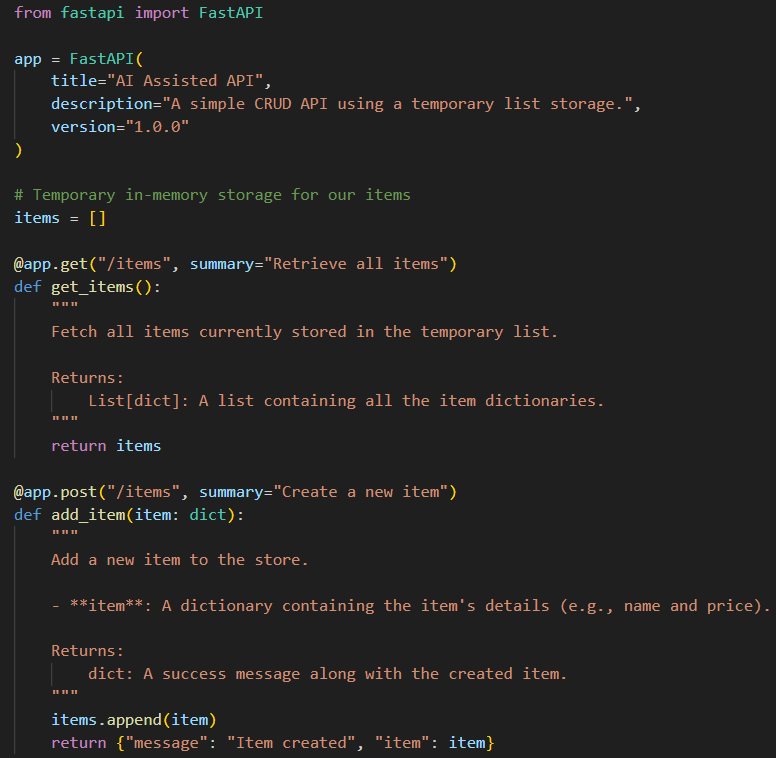 from fastapi import FastAPI
app = FastAPI(
    title="AI Assisted API",
    description="A simple CRUD API using a temporary list storage.",
    version="1.0.0"
)
# Temporary in-memory storage for our items
items = []
@app.get("/items", summary="Retrieve all items")
def get_items():
    """
    Fetch all items currently stored in the temporary list.
    Returns:
        List[dict]: A list containing all the item dictionaries.
    """
    return items
@app.post("/items", summary="Create a new item")
def add_item(item: dict):
    """
    Add a new item to the store.
    - **item**: A dictionary containing the item's details (e.g., name and price).
    Returns:
        dict: A success message along with the created item.
    """
    items.append(item)
    return {"message": "Item created", "item": item}